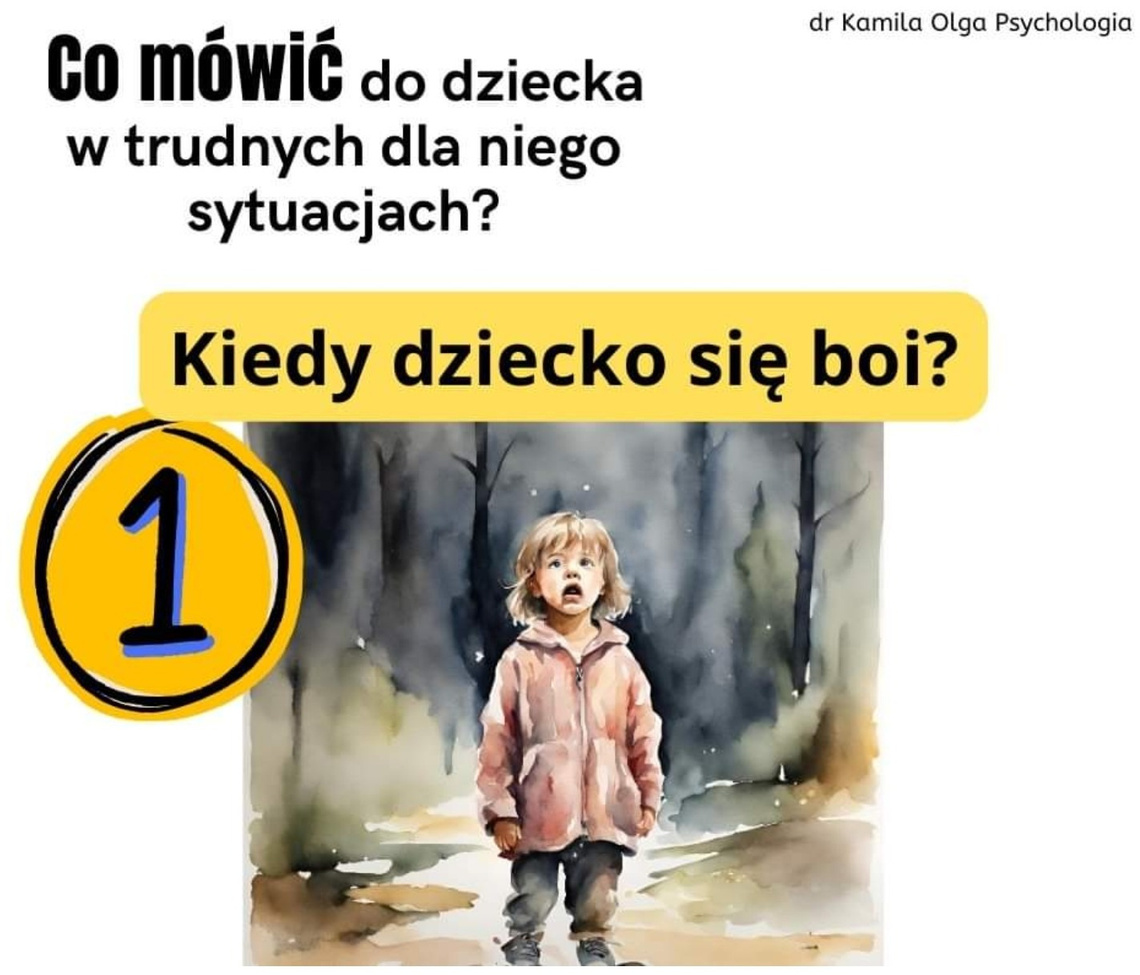 dr Kamila Olga Psychologia
Co mówić do dziecka
w trudnych dla niego
sytuacjach?
Kiedy dziecko się boi?
1